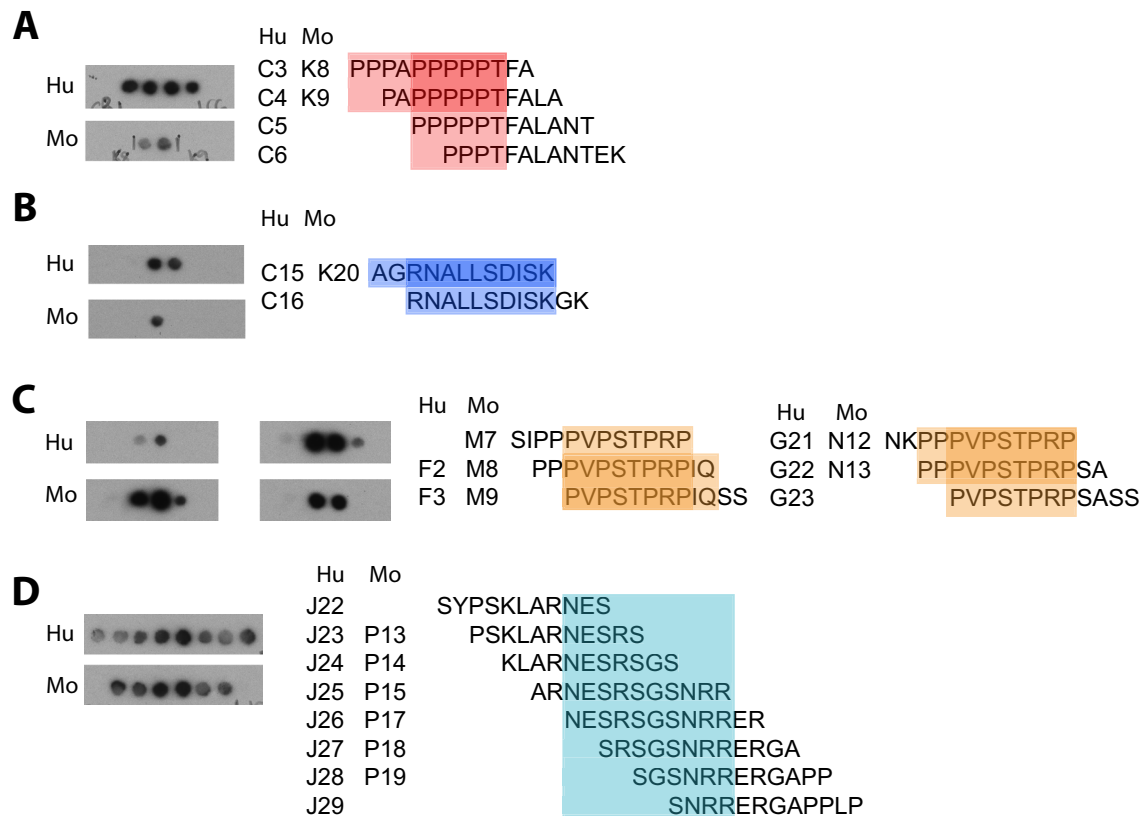 A
Hu Mo
Hu
Mo
C3 K8 PPPAPPPPPTFA
C4 K9 PAPPPPPTFALA
C5 PPPPPTFALANT
C6 PPPTFALANTEK
B
Hu Mo
Hu
Mo
C15 K20 AGRNALLSDISK
C16 RNALLSDISKGK
C
Hu
Mo
Hu Mo
M7 SIPPPVPSTPRP
F2 M8 PPPVPSTPRPIQ
F3 M9 PVPSTPRPIQSS
Hu Mo
G21 N12 NKPPPVPSTPRP
G22 N13 PPPVPSTPRPSA
G23 PVPSTPRPSASS
D
Hu
Mo
Hu Mo
J22 SYPSKLARNES
J23 P13 PSKLARNESRS
J24 P14 KLARNESRSGS
J25 P15 ARNESRSGSNRR
J26 P17 NESRSGSNRRER
J27 P18 SRSGSNRRERGA
J28 P19 SGSNRRERGAPP
J29 SNRRERGAPPLP